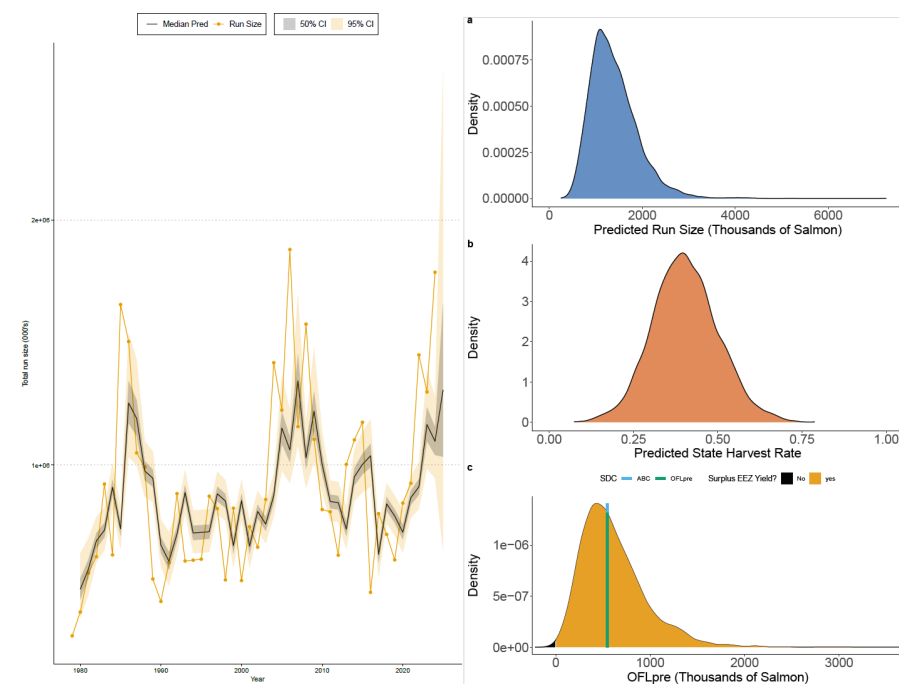 Median Pred Run Size 50% CI 95% CI
2e+06
1e+06
Total run size (000's)
1980 1990 2000 2010 2020
Year
a
Density
0.00075
0.00050
0.00025
0.00000
0 2000 4000 6000
Predicted Run Size (Thousands of Salmon)
b
Density
4
3
2
1
0
0.00 0.25 0.50 0.75 1.00
Predicted State Harvest Rate
c
SDC ABC OFLpre Surplus EEZ Yield? No yes
Density
1e-06
5e-07
0e+00
0 1000 2000 3000
OFLpre (Thousands of Salmon)